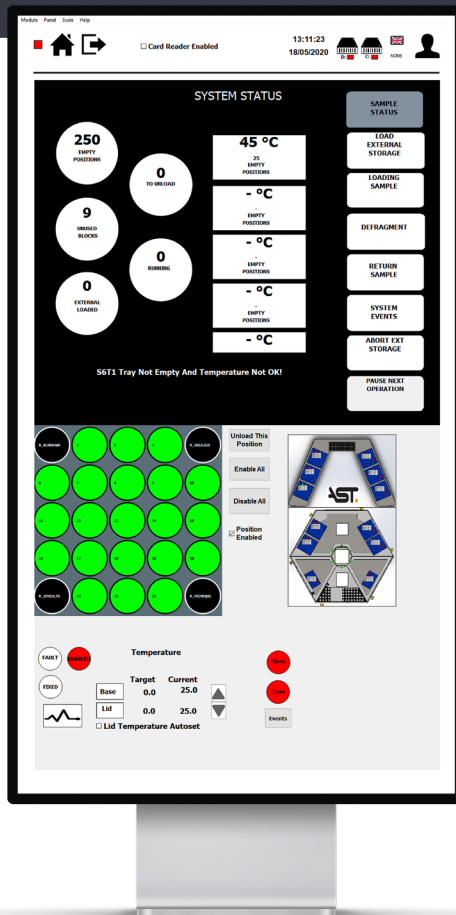 Module Panel Scale Help
Card Reader Enabled
13:11:23
18/05/2020
D:
C:
NONE
SYSTEM STATUS
250
EMPTY
POSITIONS
0
TO UNLOAD
9
UNUSED
BLOCKS
0
RUNNING
0
EXTERNAL
LOADED
45 °C
25
EMPTY
POSITIONS
- °C
-
EMPTY
POSITIONS
- °C
-
EMPTY
POSITIONS
- °C
-
EMPTY
POSITIONS
- °C
SAMPLE
STATUS
LOAD
EXTERNAL
STORAGE
LOADING
SAMPLE
DEFRAGMENT
RETURN
SAMPLE
SYSTEM
EVENTS
ABORT EXT
STORAGE
PAUSE NEXT
OPERATION
S6T1 Tray Not Empty And Temperature Not OK!
Unload This
Position
Enable All
Disable All
Position
Enabled
AST
FAULT
ENABLED
FIXED
Temperature
Target Current
Base 0.0 25.0
Lid 0.0 25.0
Lid Temperature Autoset
Open
Close
Events